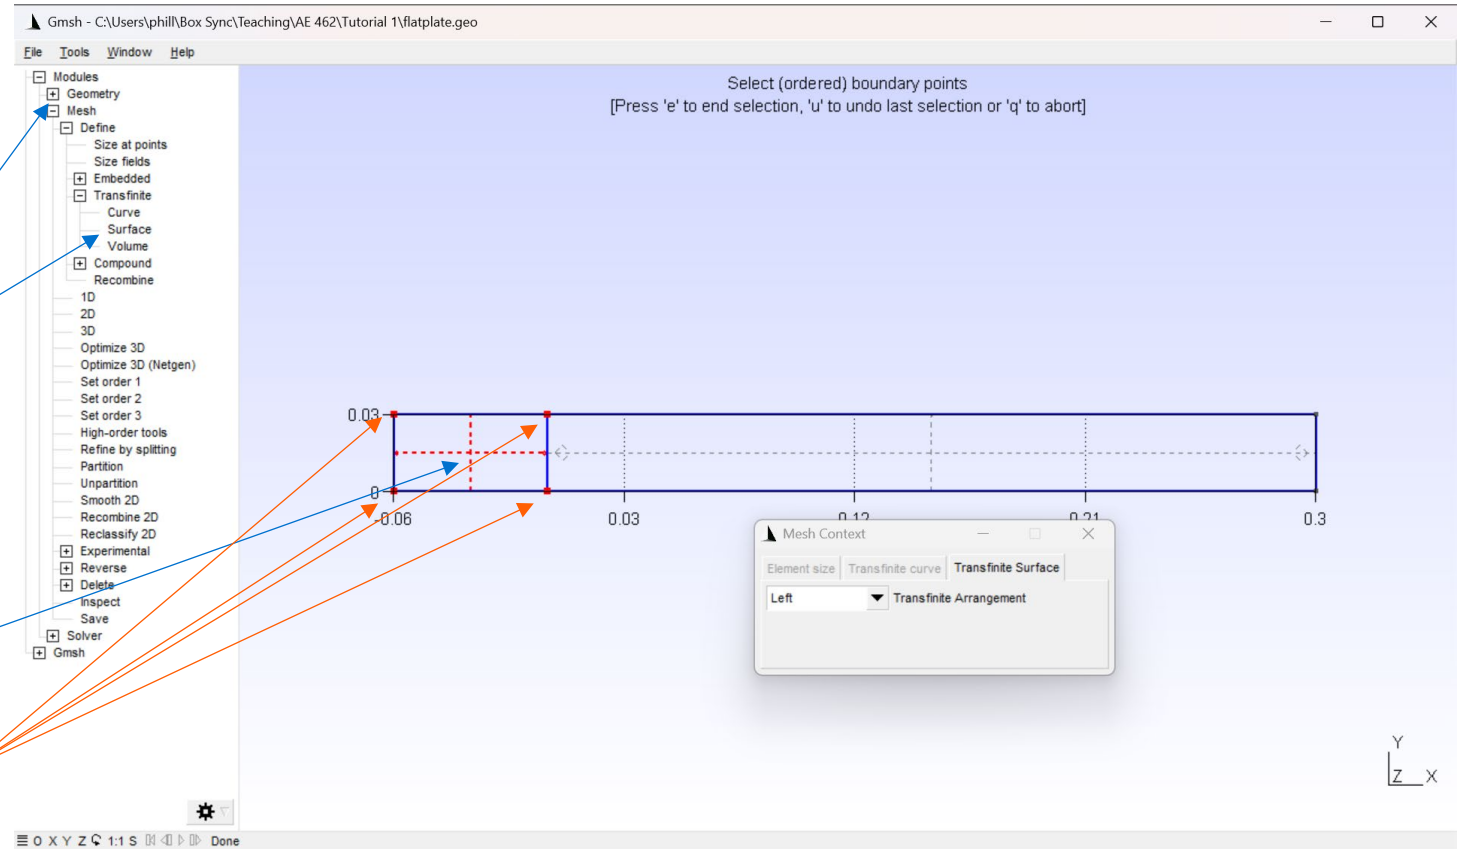 Gmsh - C:\Users\phill\Box Sync\Teaching\AE 462\Tutorial 1\flatplate.geo
File Tools Window Help
Modules
Geometry
Mesh
Define
Size at points
Size fields
Embedded
Transfinite
Curve
Surface
Volume
Compound
Recombine
1D
2D
3D
Optimize 3D
Optimize 3D (Netgen)
Set order 1
Set order 2
Set order 3
High-order tools
Refine by splitting
Partition
Unpartition
Smooth 2D
Recombine 2D
Reclassify 2D
Experimental
Reverse
Delete
Inspect
Save
Solver
Gmsh
Select (ordered) boundary points
[Press 'e' to end selection, 'u' to undo last selection or 'q' to abort]
0.03
0
-0.06 0.03 0.12 0.21 0.3
Mesh Context
Element size Transfinite curve Transfinite Surface
Left Transfinite Arrangement
Y
Z X
O X Y Z 1:1 S Done